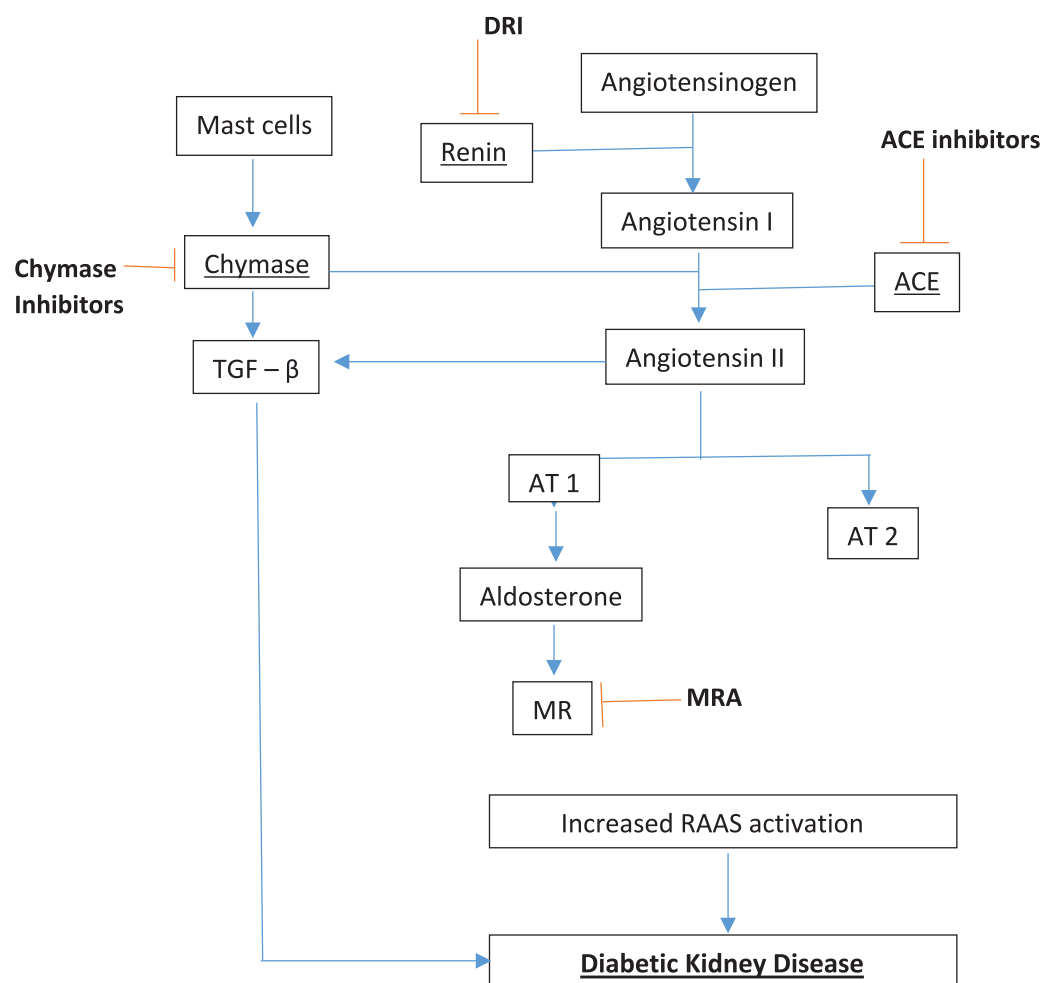 DRI
Angiotensinogen
Mast cells
Renin
ACE inhibitors
Angiotensin I
Chymase
Chymase
Inhibitors
ACE
TGF – β
Angiotensin II
AT 1
AT 2
Aldosterone
MR
MRA
Increased RAAS activation
Diabetic Kidney Disease